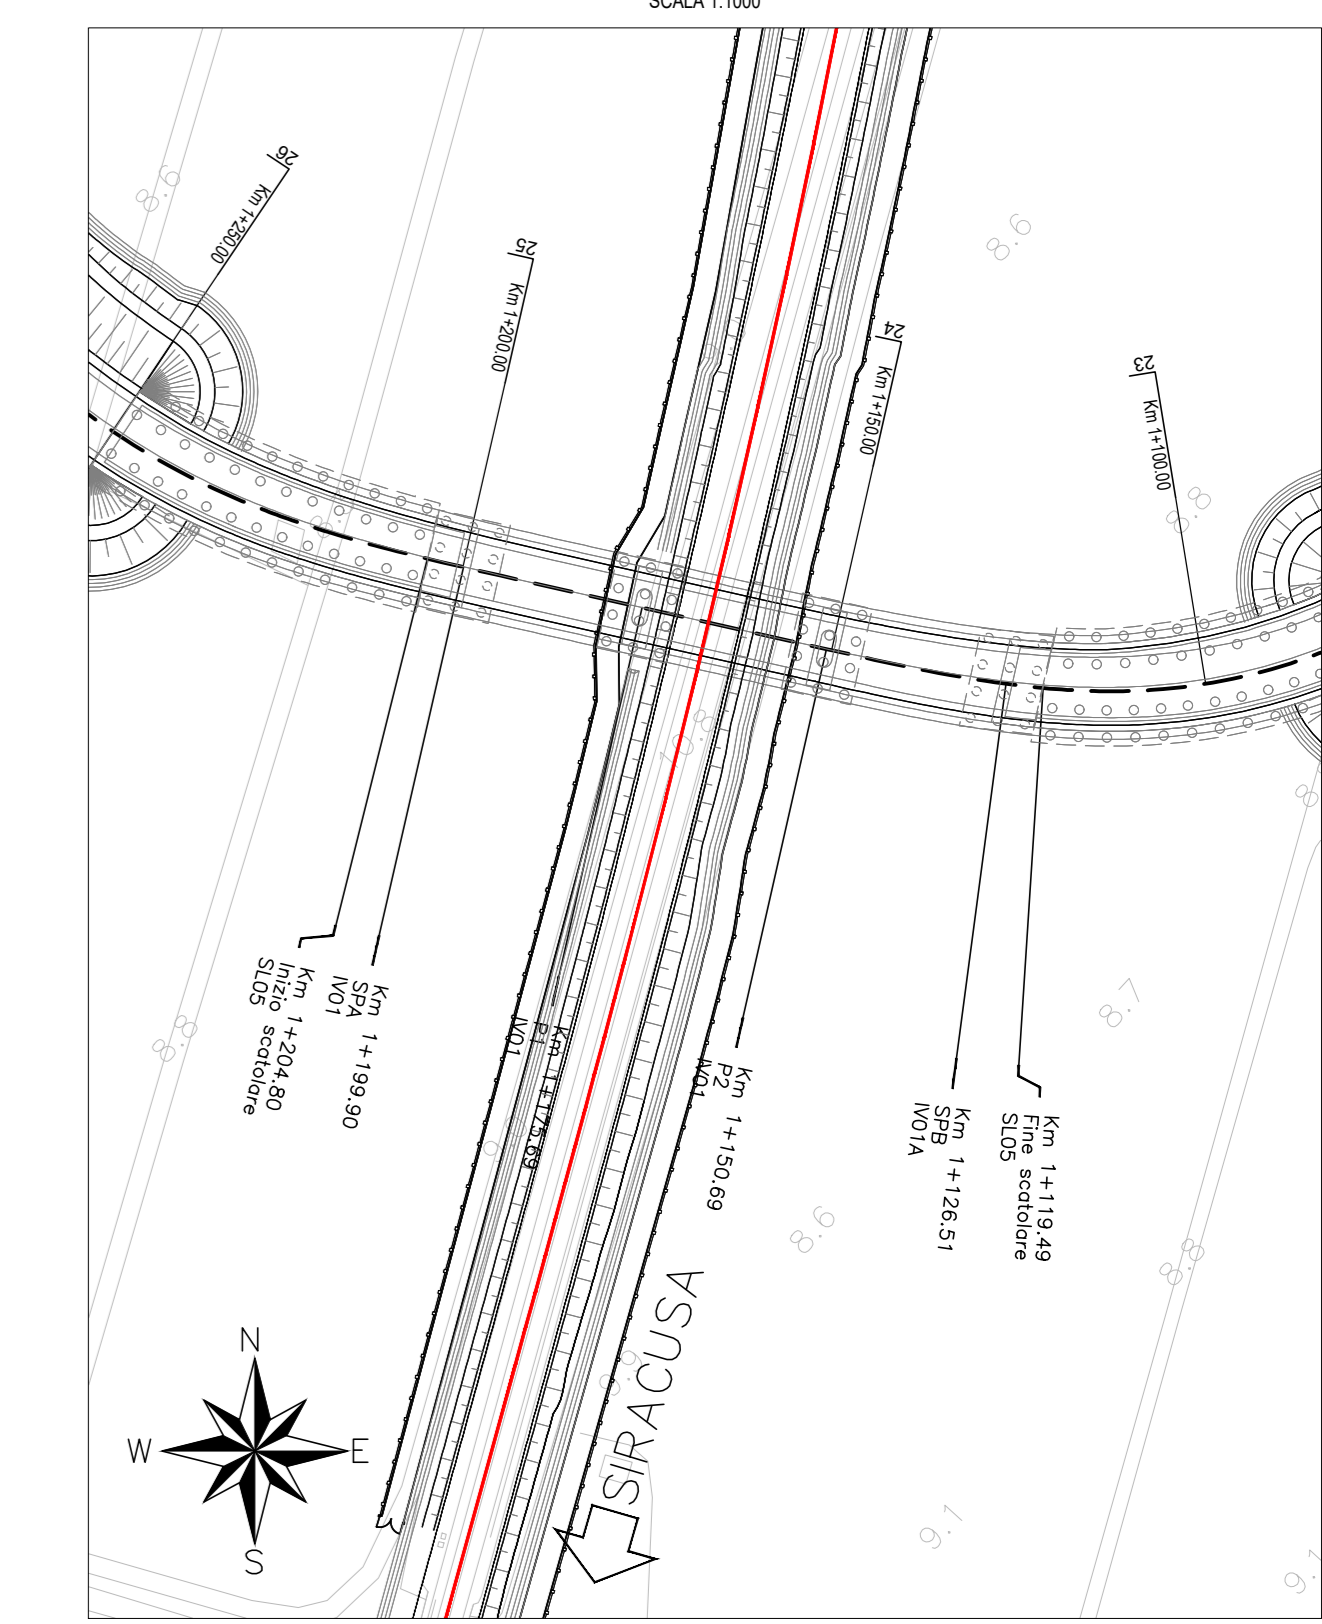 SCALA 1:1000
26
Km 1+250.00
8.6
25
Km 1+200.00
8.6
24
Km 1+150.00
23
Km 1+100.00
8.8
10.8
Km 1+204.80
Inizio scatolare
SL05
Km 1+199.90
SPA
IV01
Km 1+175.69
P1
IV01
Km 1+150.69
P2
IV01
Km 1+126.51
SPB
IV01A
Km 1+119.49
Fine scatolare
SL05
8.7
8.8
8.6
8.8
9.9
SIRACUSA
9.1
N
W
E
S